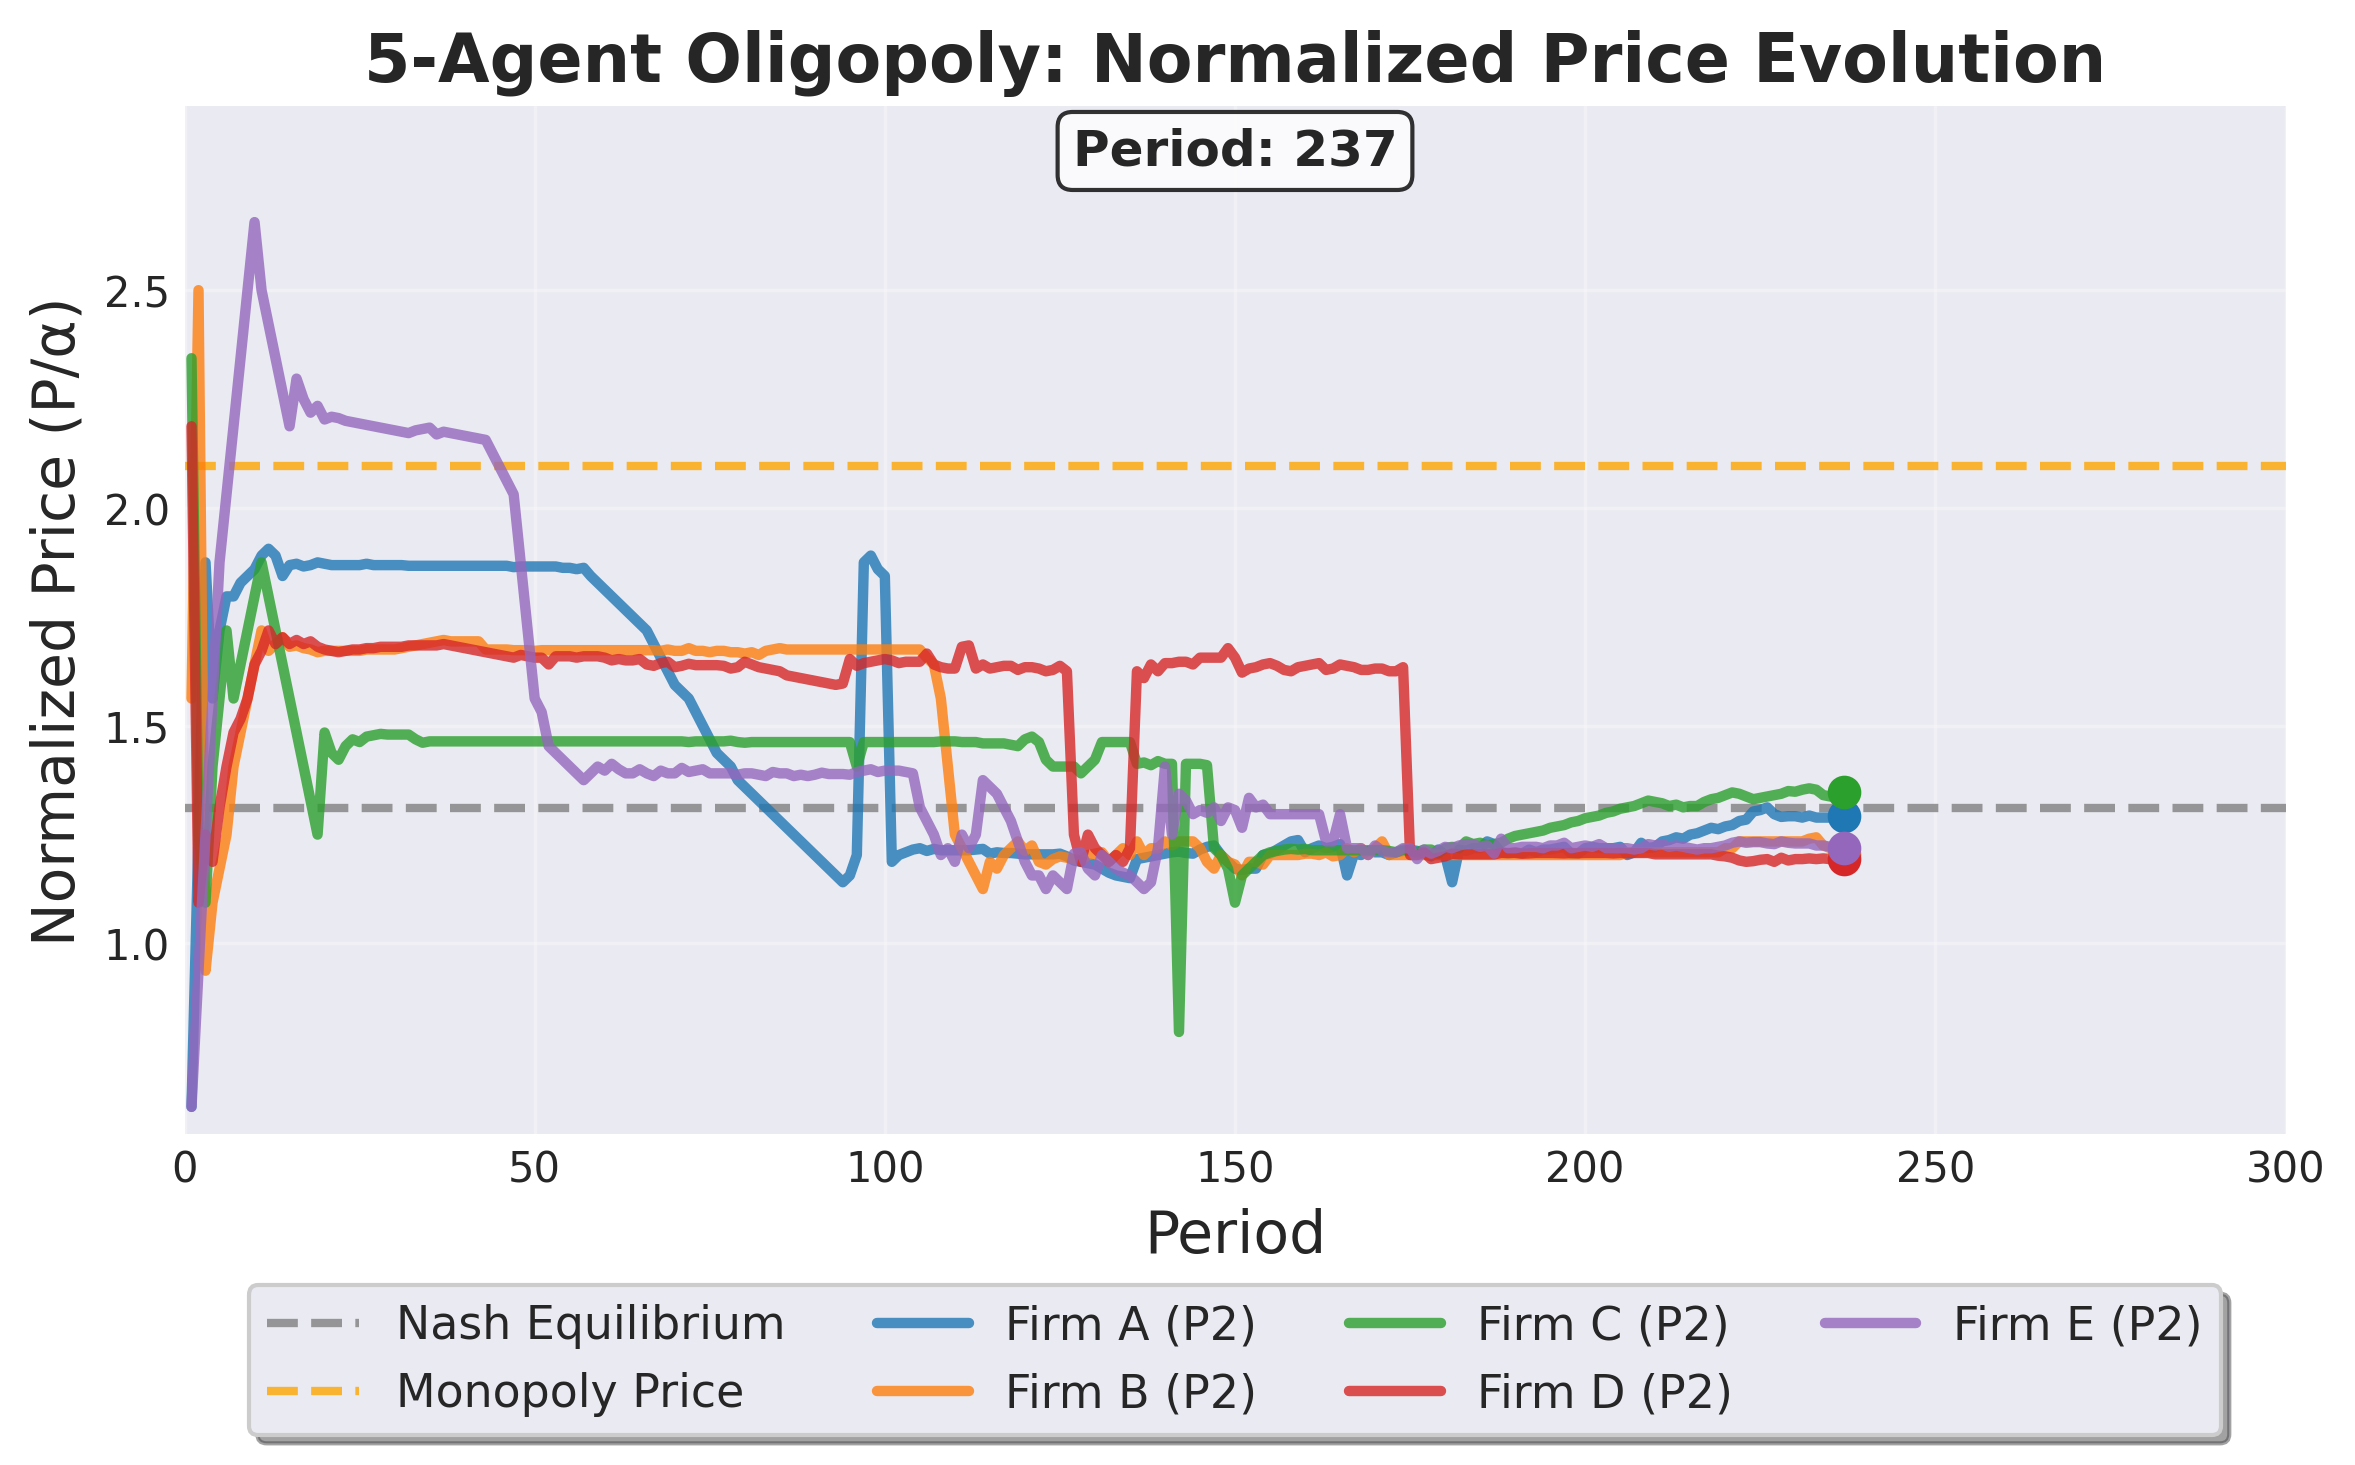 5-Agent Oligopoly: Normalized Price Evolution
Period: 237
Normalized Price (P/α)
2.5
2.0
1.5
1.0
0 50 100 150 200 250 300
Period
Nash Equilibrium Firm A (P2) Firm C (P2) Firm E (P2)
Monopoly Price Firm B (P2) Firm D (P2)